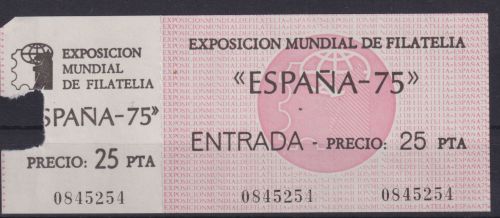 EXPOSICION
MUNDIAL
DE FILATELIA
SPAÑA-75»
PRECIO: 25 PTA
0845254
EXPOSICION MUNDIAL DE FILATELIA
«ESPAÑA-75»
ENTRADA - PRECIO: 25 PTA
0845254 0845254